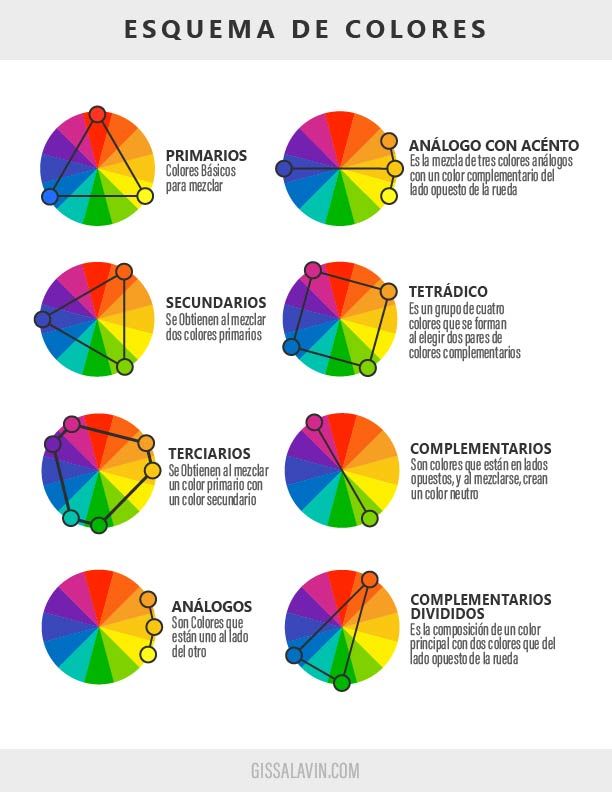 ESQUEMA DE COLORES
PRIMARIOS
Colores Básicos
para mezclar
ANÁLOGO CON ACÉNTO
Es la mezcla de tres colores análogos
con un color complementario del
lado opuesto de la rueda
SECUNDARIOS
Se Obtienen al mezclar
dos colores primarios
TETRÁDICO
Es un grupo de cuatro
colores que se forman
al elegir dos pares de
colores complementarios
TERCIARIOS
Se Obtienen al mezclar
un color primario con
un color secundario
COMPLEMENTARIOS
Son colores que están en lados
opuestos, y al mezclarse, crean
un color neutro
ANÁLOGOS
Son Colores que
están uno al lado
del otro
COMPLEMENTARIOS
DIVIDIDOS
Es la composición de un color
principal con dos colores que del
lado opuesto de la rueda
GISSALAVIN.COM